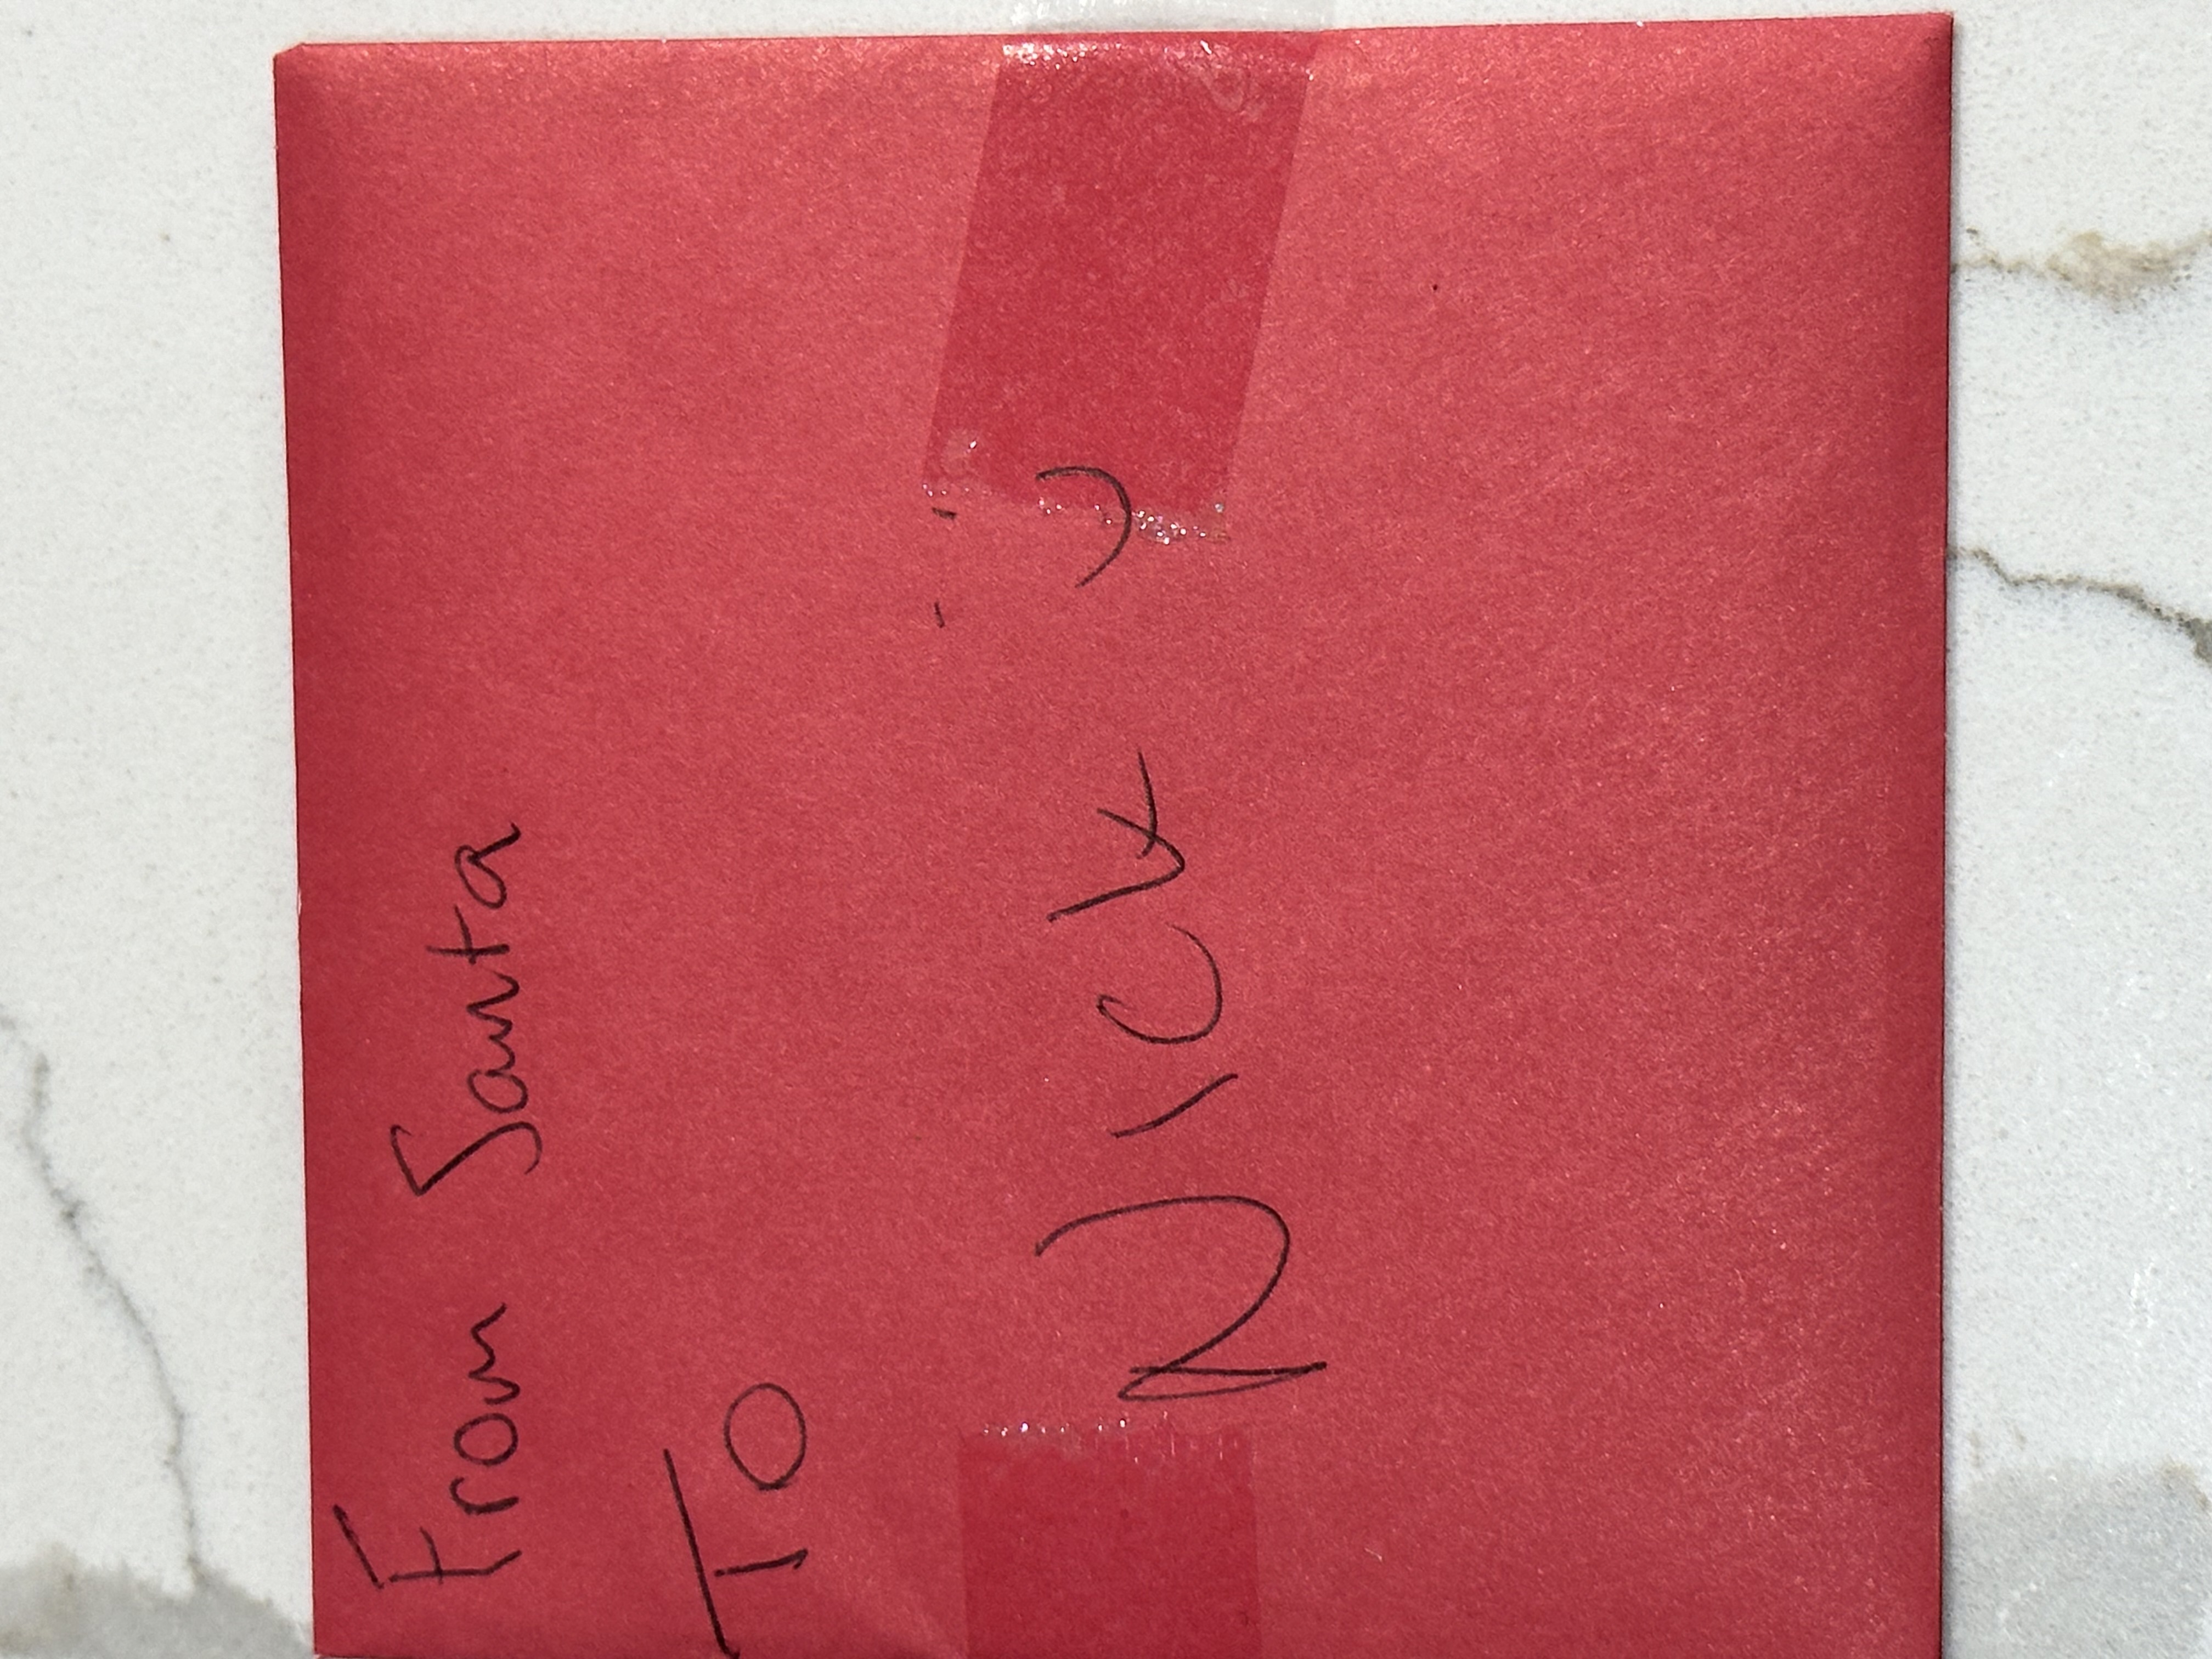 From Santa
To
Nick :)